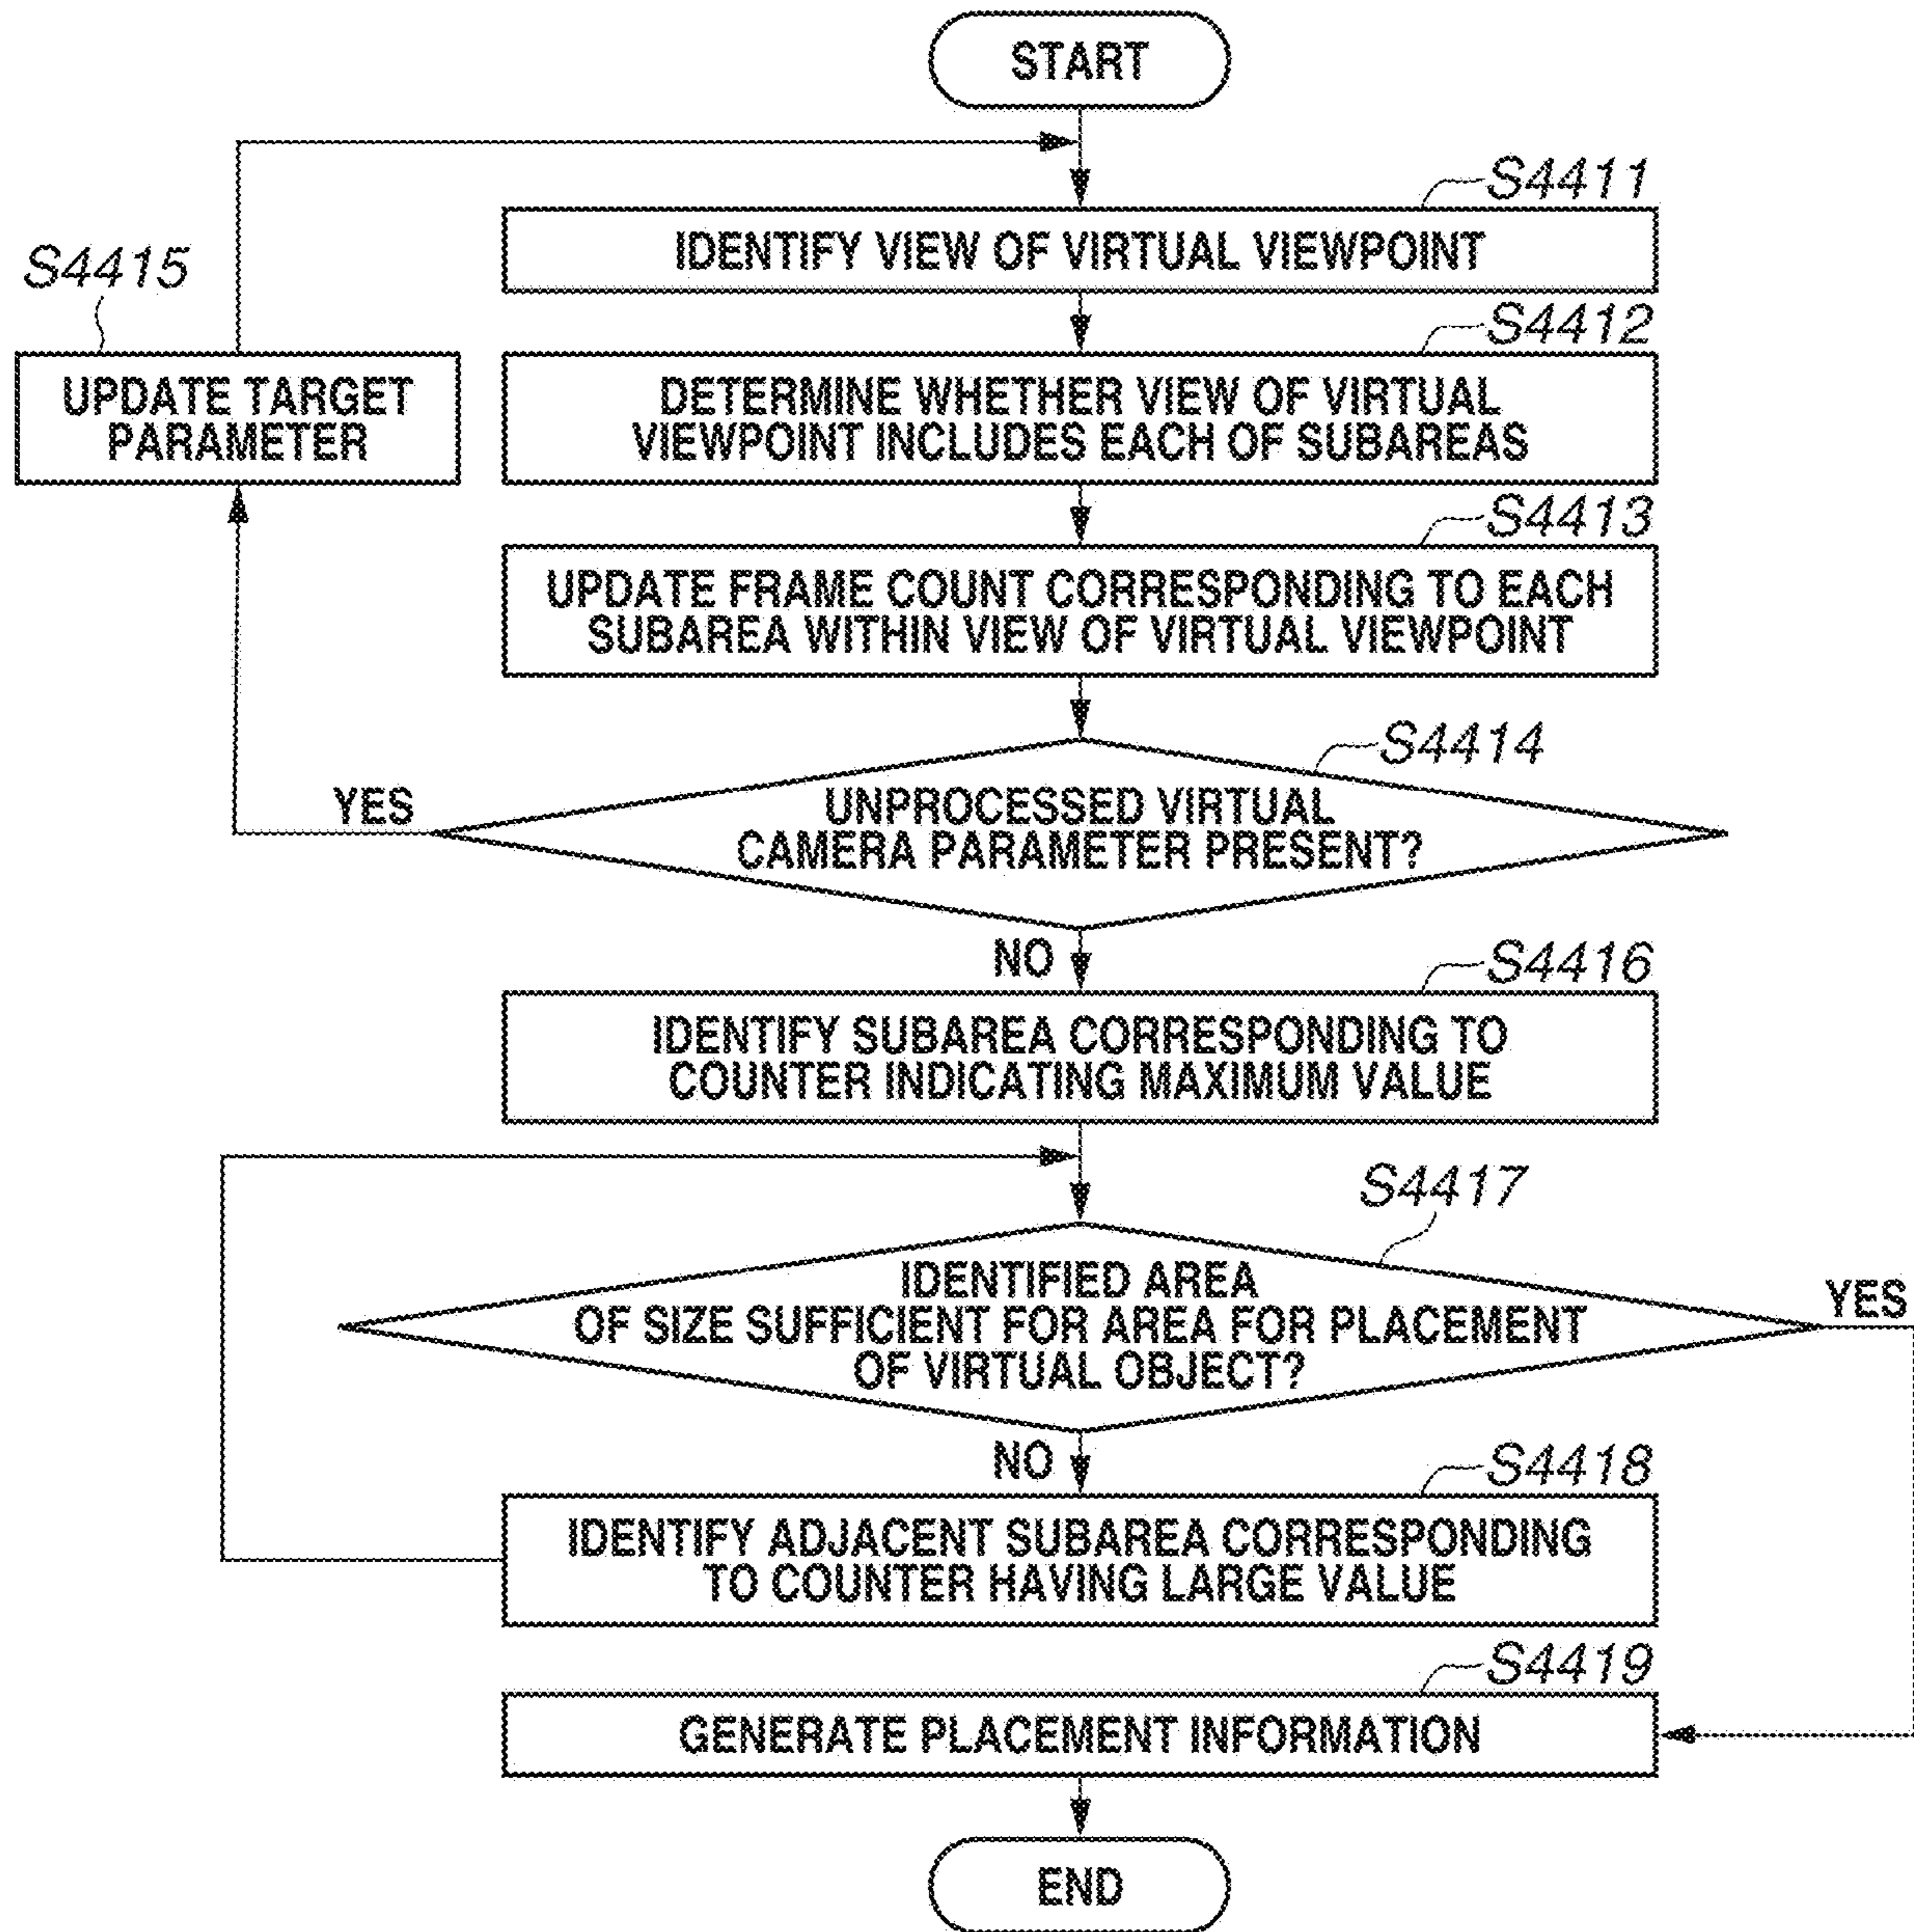 START
S4411
IDENTIFY VIEW OF VIRTUAL VIEWPOINT
S4415
UPDATE TARGET
PARAMETER
S4412
DETERMINE WHETHER VIEW OF VIRTUAL
VIEWPOINT INCLUDES EACH OF SUBAREAS
S4413
UPDATE FRAME COUNT CORRESPONDING TO EACH
SUBAREA WITHIN VIEW OF VIRTUAL VIEWPOINT
S4414
YES
UNPROCESSED VIRTUAL
CAMERA PARAMETER PRESENT?
NO
S4416
IDENTIFY SUBAREA CORRESPONDING TO
COUNTER INDICATING MAXIMUM VALUE
S4417
IDENTIFIED AREA
OF SIZE SUFFICIENT FOR AREA FOR PLACEMENT
OF VIRTUAL OBJECT?
YES
NO
S4418
IDENTIFY ADJACENT SUBAREA CORRESPONDING
TO COUNTER HAVING LARGE VALUE
S4419
GENERATE PLACEMENT INFORMATION
END